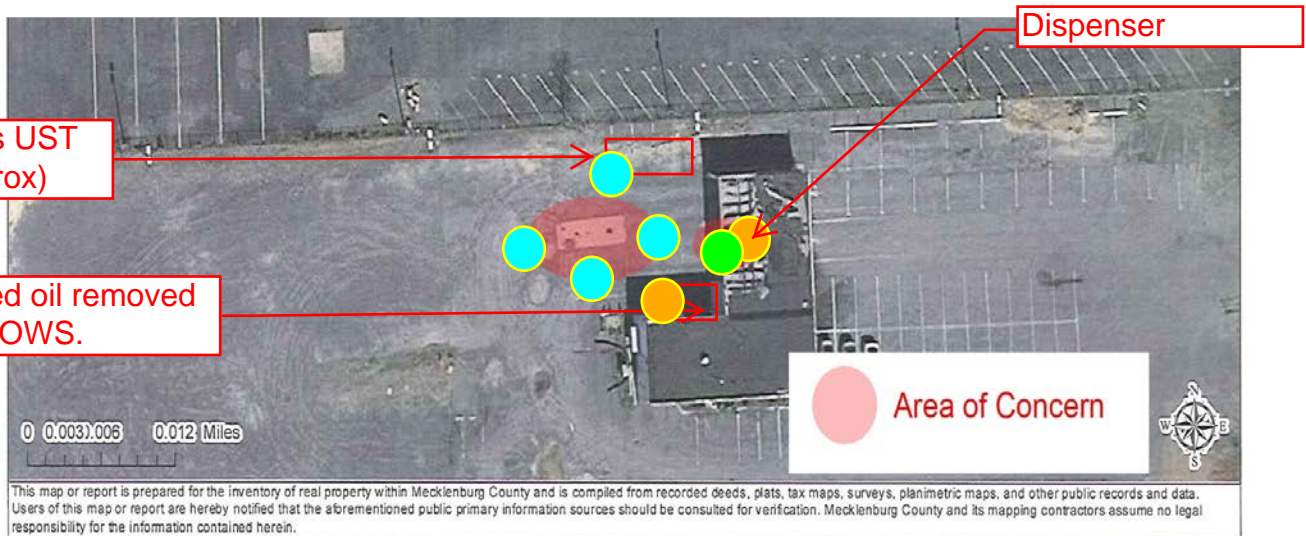 Dispenser
s UST
rox)
ed oil removed
OWS.
Area of Concern
N
W E
S
0 0.003 0.006 0.012 Miles
This map or report is prepared for the inventory of real property within Mecklenburg County and is compiled from recorded deeds, plats, tax maps, surveys, planimetric maps, and other public records and data.
Users of this map or report are hereby notified that the aforementioned public primary information sources should be consulted for verification. Mecklenburg County and its mapping contractors assume no legal
responsibility for the information contained herein.